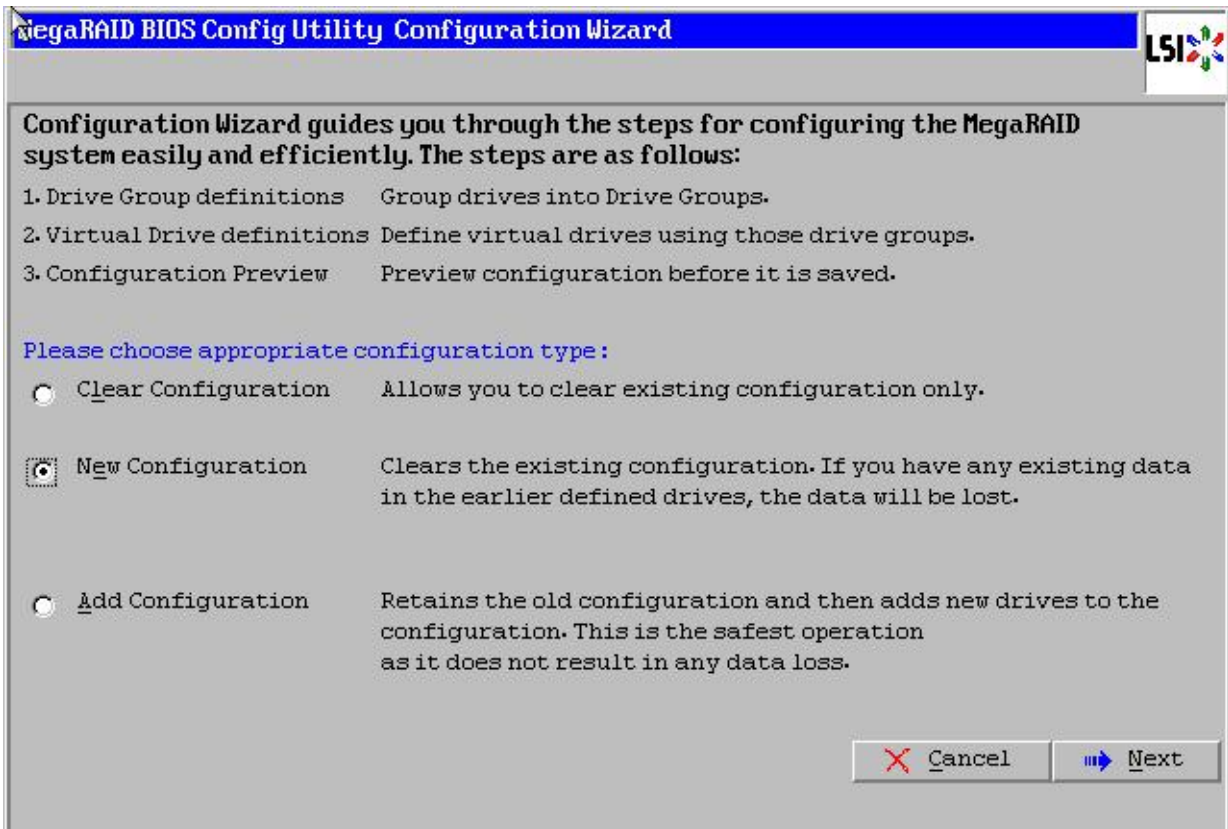 MegaRAID BIOS Config Utility Configuration Wizard
LSI
Configuration Wizard guides you through the steps for configuring the MegaRAID
system easily and efficiently. The steps are as follows:
1. Drive Group definitions Group drives into Drive Groups.
2. Virtual Drive definitions Define virtual drives using those drive groups.
3. Configuration Preview Preview configuration before it is saved.
Please choose appropriate configuration type:
Clear Configuration Allows you to clear existing configuration only.
New Configuration Clears the existing configuration. If you have any existing data
in the earlier defined drives, the data will be lost.
Add Configuration Retains the old configuration and then adds new drives to the
configuration. This is the safest operation
as it does not result in any data loss.
Cancel Next